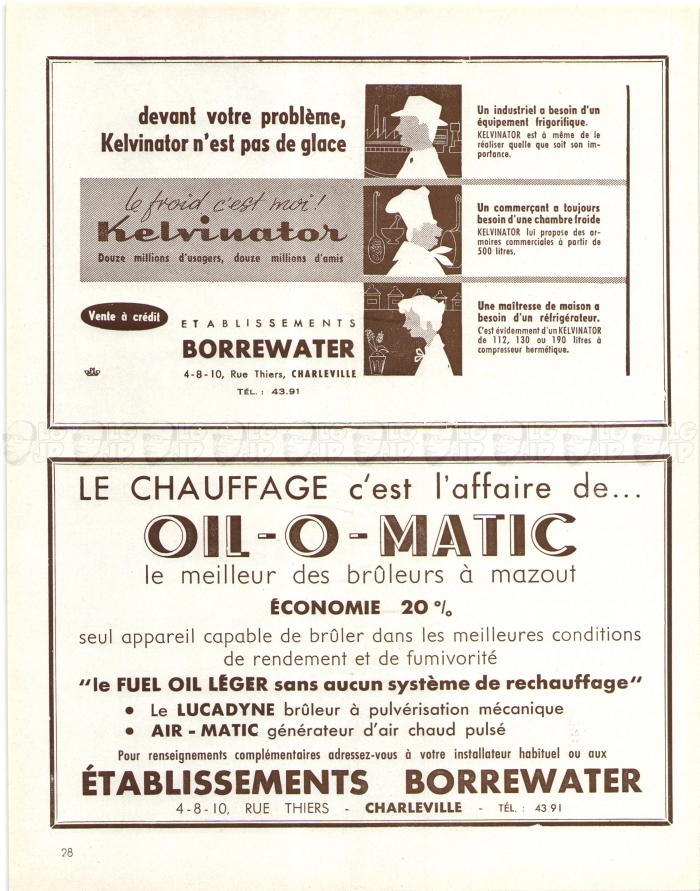 devant votre problème,
Kelvinator n'est pas de glace
le froid c'est moi!
Kelvinator
Douze millions d'usagers, douze millions d'amis
Vente à crédit
ETABLISSEMENTS
BORREWATER
4-8-10, Rue Thiers, CHARLEVILLE
TÉL. : 43.91
Un industriel a besoin d'un
équipement frigorifique.
KELVINATOR est à même de le
réaliser quelle que soit son im-
portance.
Un commerçant a toujours
besoin d'une chambre froide
KELVINATOR lui propose des ar-
moires commerciales à partir de
500 litres.
Une maîtresse de maison a
besoin d'un réfrigérateur.
C'est évidemment d'un KELVINATOR
de 112, 130 ou 190 litres à
compresseur hermétique.
LE CHAUFFAGE c'est l'affaire de...
OIL-O-MATIC
le meilleur des brûleurs à mazout
ÉCONOMIE 20 %
seul appareil capable de brûler dans les meilleures conditions
de rendement et de fumivorité
"le FUEL OIL LÉGER sans aucun système de rechauffage"
• Le LUCADYNE brûleur à pulvérisation mécanique
• AIR-MATIC générateur d'air chaud pulsé
Pour renseignements complémentaires adressez-vous à votre installateur habituel ou aux
ÉTABLISSEMENTS BORREWATER
4-8-10, RUE THIERS - CHARLEVILLE - TÉL. : 43 91
28